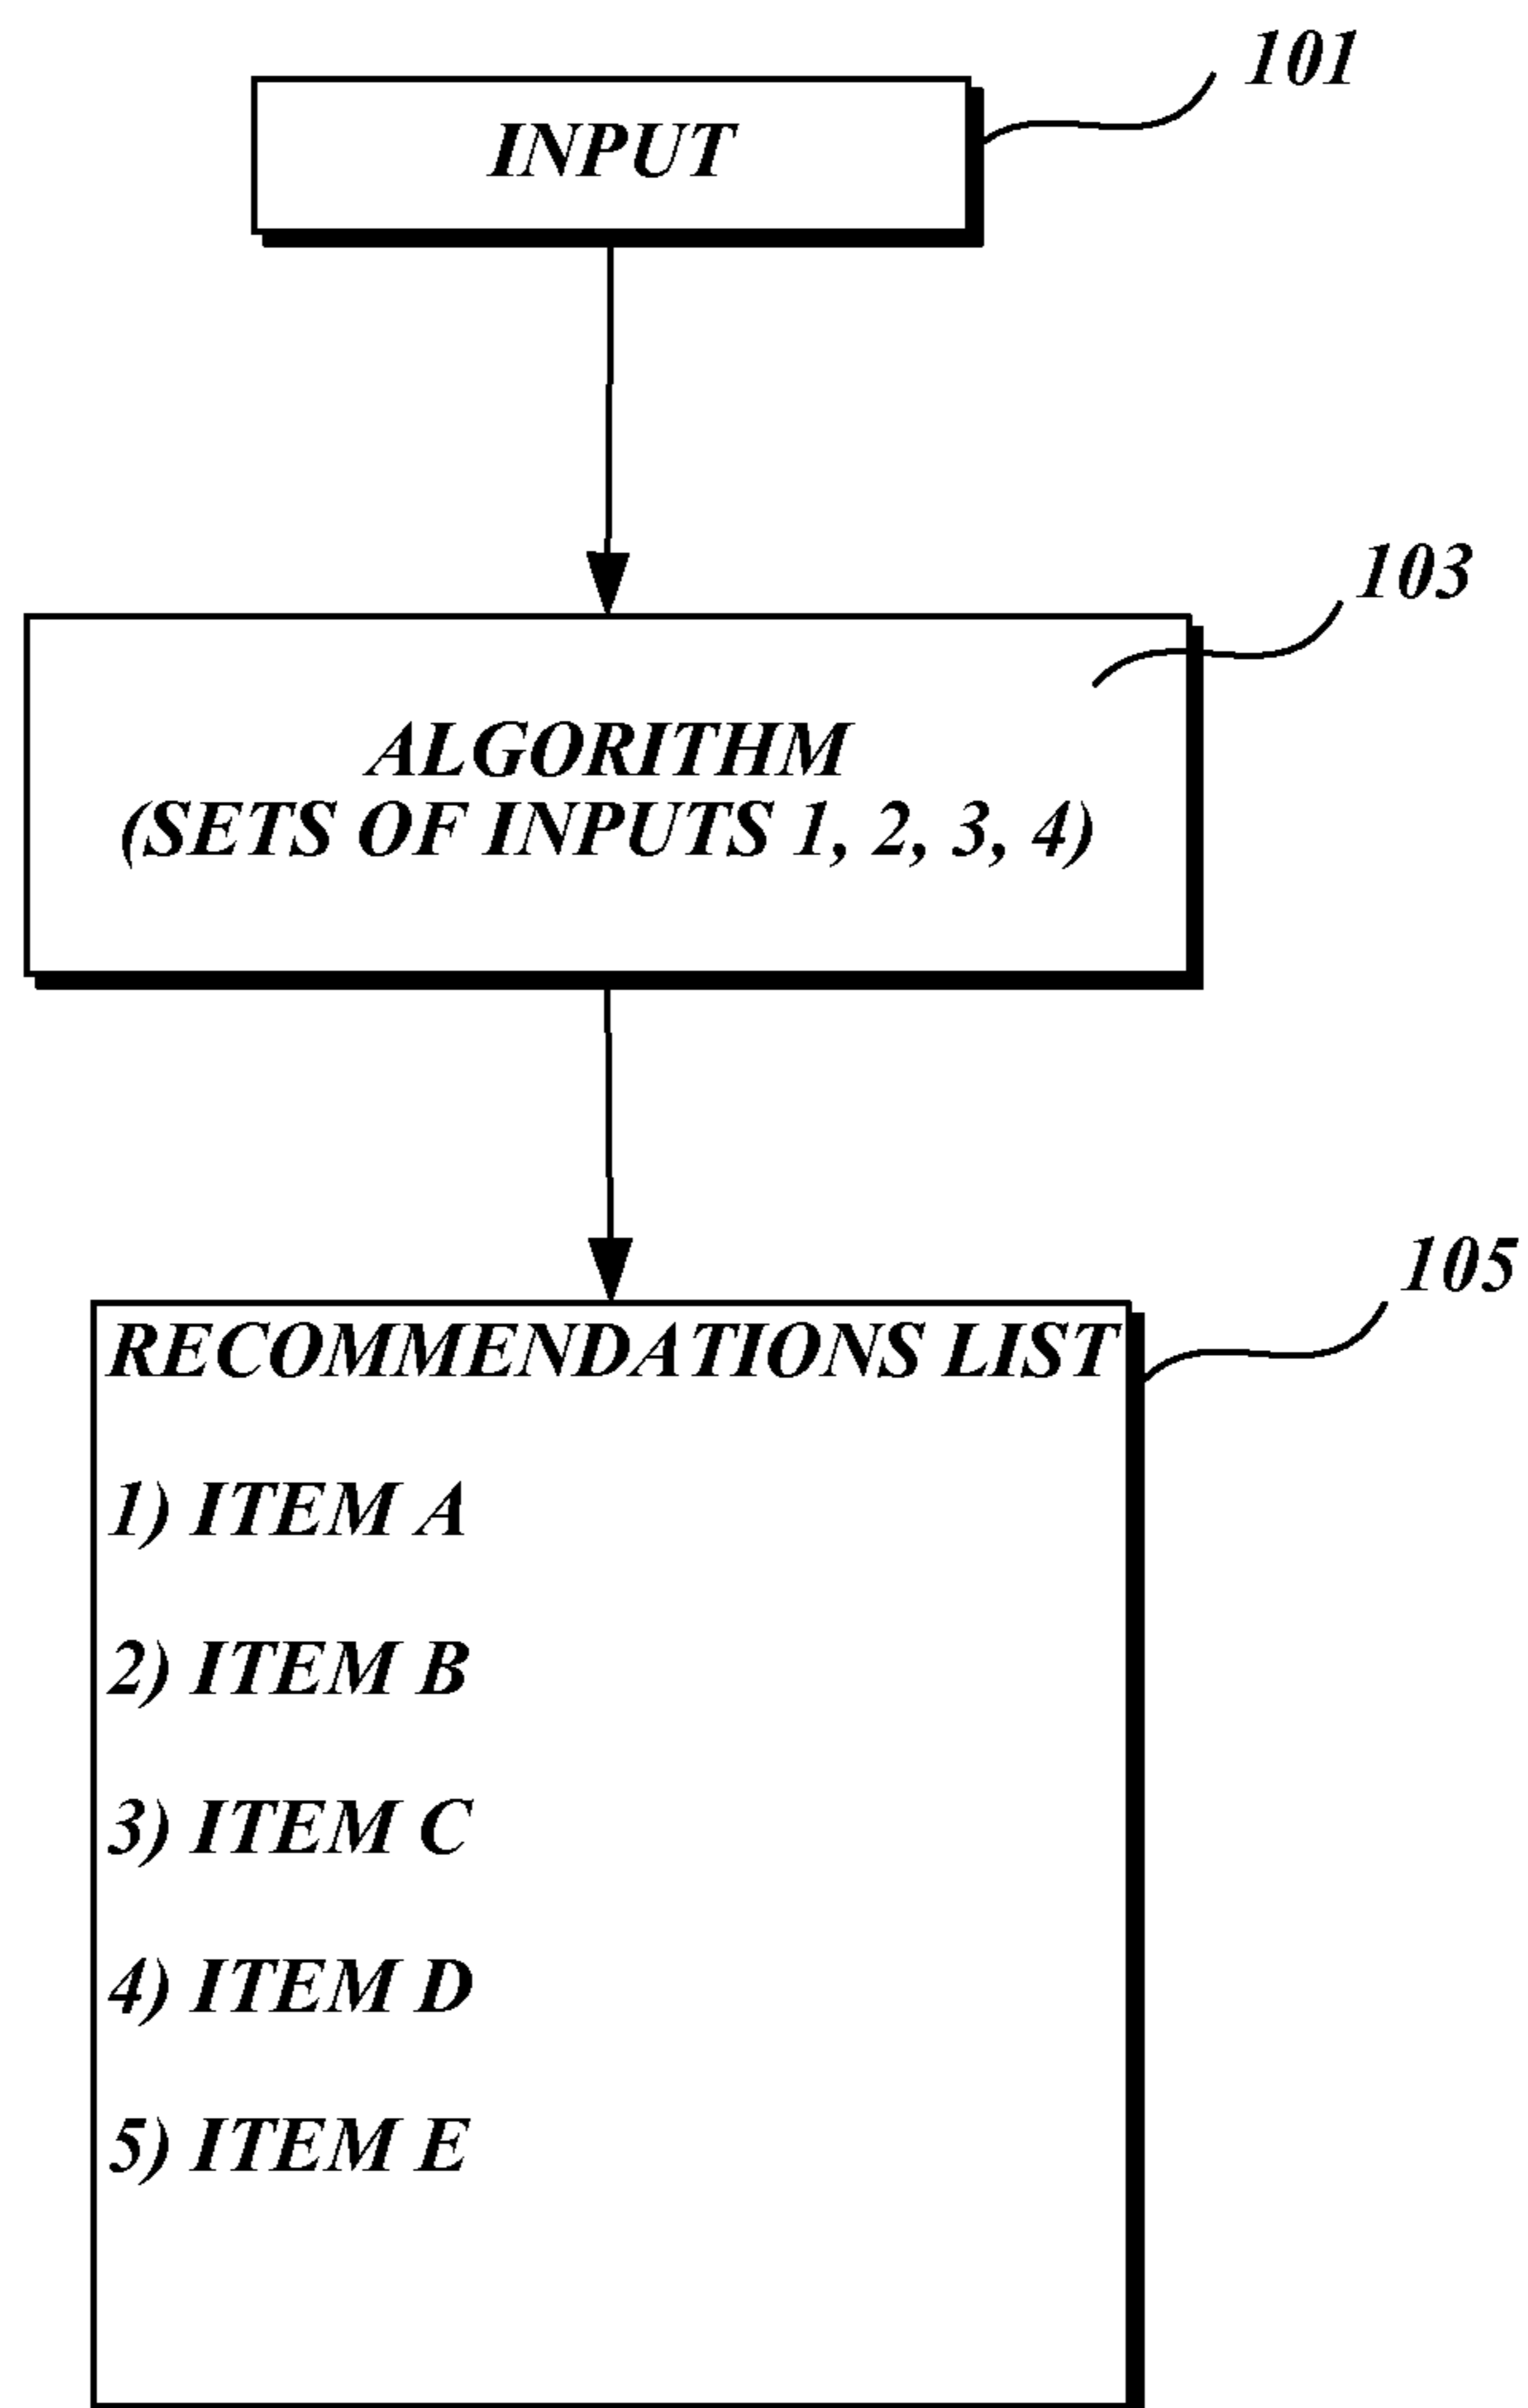 101
INPUT
103
ALGORITHM
(SETS OF INPUTS 1, 2, 3, 4)
105
RECOMMENDATIONS LIST
1) ITEM A
2) ITEM B
3) ITEM C
4) ITEM D
5) ITEM E